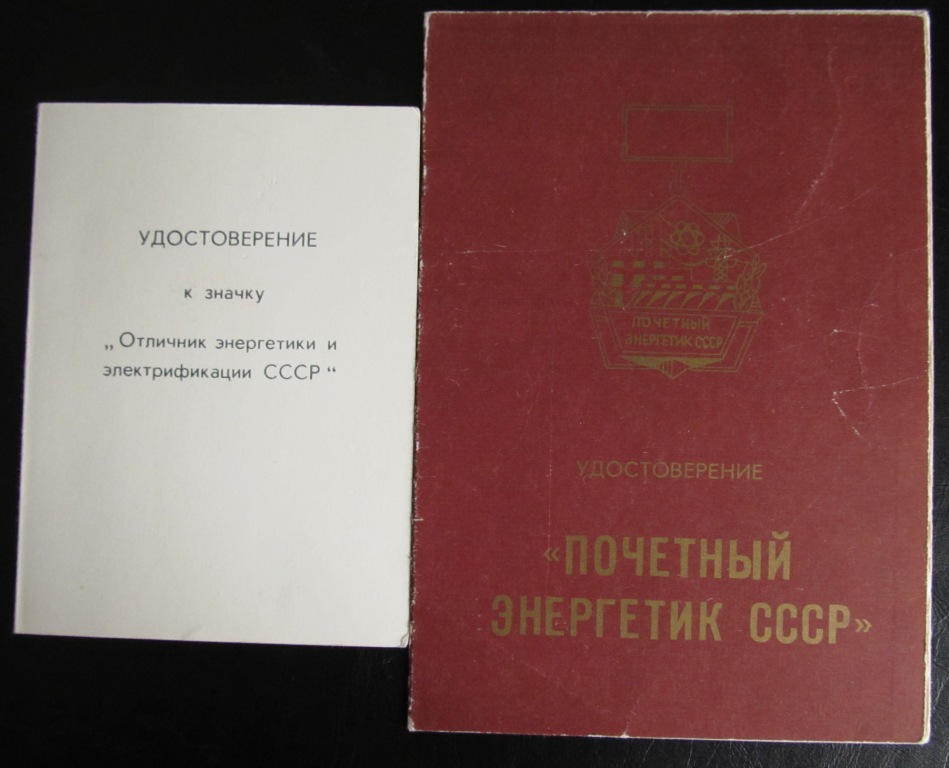 УДОСТОВЕРЕНИЕ
к значку
„Отличник энергетики и
электрификации СССР“
ПОЧЕТНЫЙ
ЭНЕРГЕТИК СССР
УДОСТОВЕРЕНИЕ
«ПОЧЕТНЫЙ
ЭНЕРГЕТИК СССР»